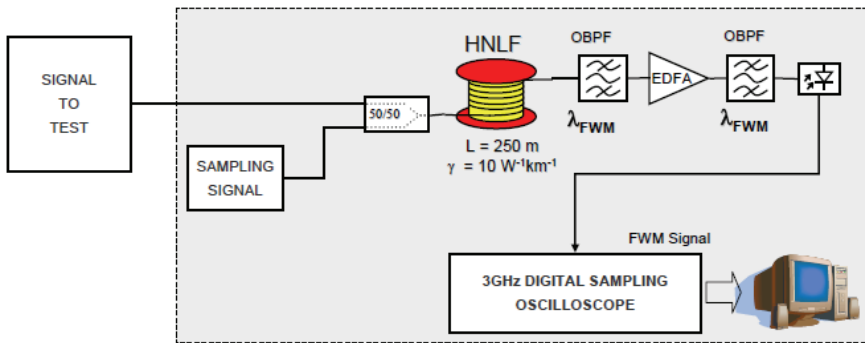 SIGNAL
TO
TEST
SAMPLING
SIGNAL
50/50
HNLF
L = 250 m
γ = 10 W⁻¹km⁻¹
OBPF
λFWM
EDFA
OBPF
λFWM
FWM Signal
3GHz DIGITAL SAMPLING
OSCILLOSCOPE